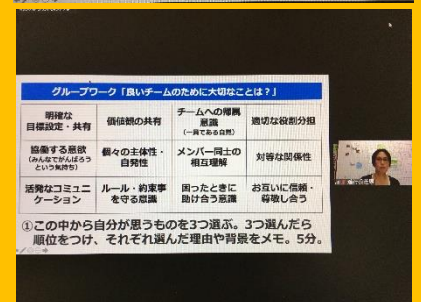 グループワーク「良いチームのために大切なことは？」
明確な
目標設定・共有
価値観の共有
チームへの帰属
意識
(一員である自覚)
適切な役割分担
協働する意欲
(みんなでがんばろう
という気持ち)
個々の主体性・
自発性
メンバー同士の
相互理解
対等な関係性
活発なコミュニ
ケーション
ルール・約束事
を守る意識
困ったときに
助け合う意識
お互いに信頼・
尊敬し合う
①この中から自分が思うものを3つ選ぶ。3つ選んだら
順位をつけ、それぞれ選んだ理由や背景をメモ。5分。